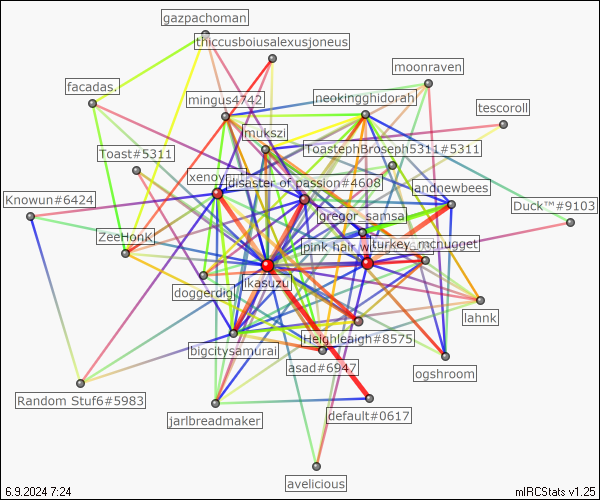 gazpachoman
thiccusboiusalexusjoneus
moonraven
facadas.
mingus4742
neokingghidorah
tescoroll
mukszi
Toast#5311
ToastephBroseph5311#5311
xenoy
disaster of passion#4608
andnewbees
Knowun#6424
Duck™#9103
gregor_samsa
ZeeHonK
pink hair w
turkey_mcnugget
ikasuzu
doggerdigi
lahnk
Heighleaigh#8575
bigcitysamurai
asad#6947
ogshroom
Random Stuf6#5983
default#0617
jarlbreadmaker
avelicious
6.9.2024 7:24
mIRCStats v1.25